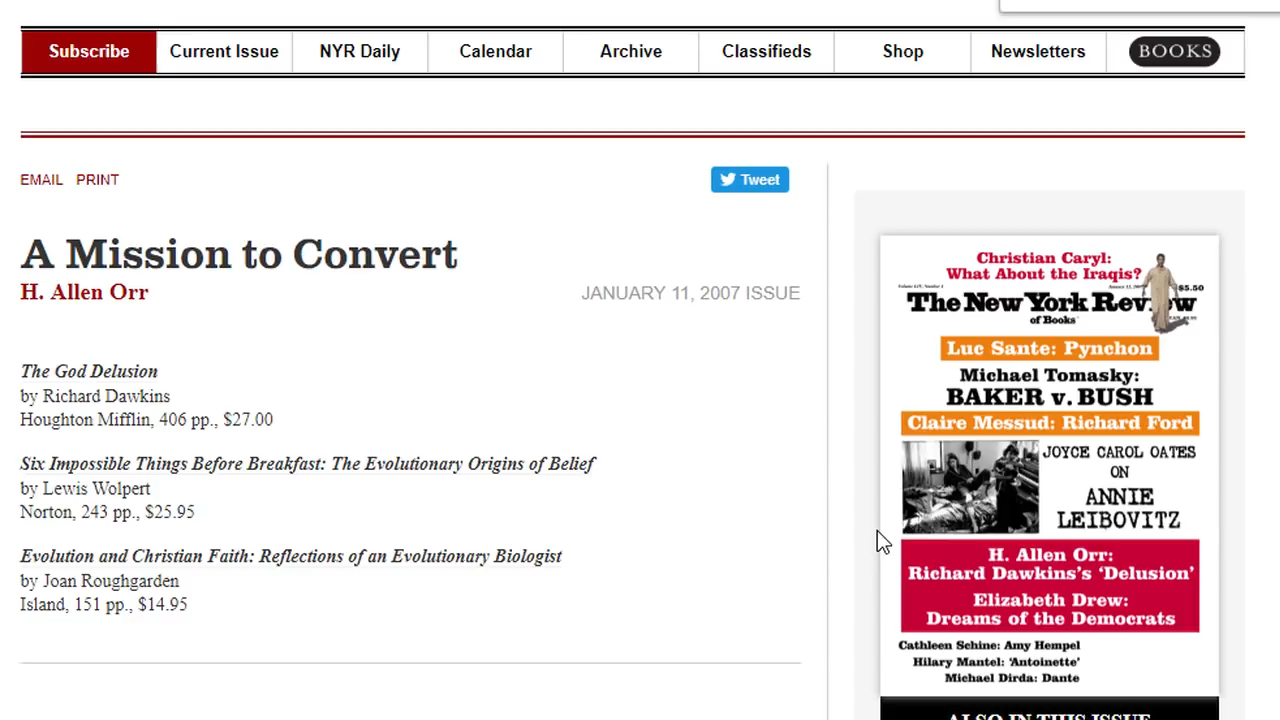 Subscribe
Current Issue
NYR Daily
Calendar
Archive
Classifieds
Shop
Newsletters
BOOKS
EMAIL PRINT
Tweet
A Mission to Convert
H. Allen Orr
JANUARY 11, 2007 ISSUE
The God Delusion
by Richard Dawkins
Houghton Mifflin, 406 pp., $27.00
Six Impossible Things Before Breakfast: The Evolutionary Origins of Belief
by Lewis Wolpert
Norton, 243 pp., $25.95
Evolution and Christian Faith: Reflections of an Evolutionary Biologist
by Joan Roughgarden
Island, 151 pp., $14.95
Christian Caryl:
What About the Iraqis?
$5.50
The New York Review
of Books
Luc Sante: Pynchon
Michael Tomasky:
BAKER v. BUSH
Claire Messud: Richard Ford
JOYCE CAROL OATES
ON
ANNIE
LEIBOVITZ
H. Allen Orr:
Richard Dawkins's ‘Delusion’
Elizabeth Drew:
Dreams of the Democrats
Cathleen Schine: Amy Hempel
Hilary Mantel: ‘Antoinette’
Michael Dirda: Dante
ALSO IN THIS ISSUE